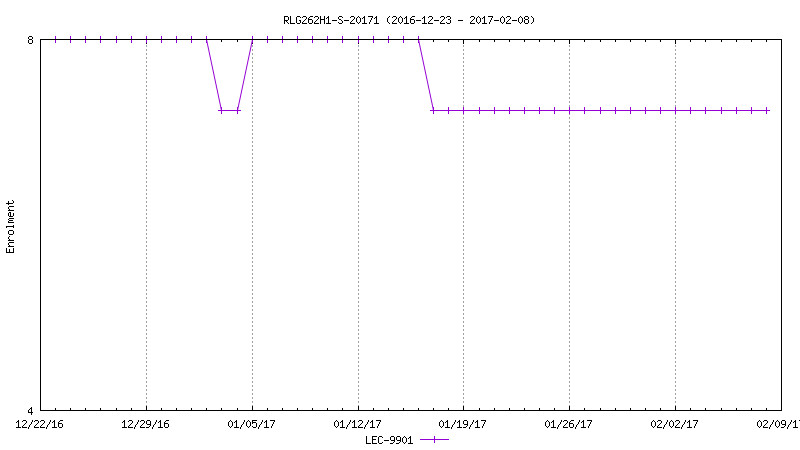 RLG262H1-S-20171 (2016-12-23 - 2017-02-08)
8
Enrolment
4
12/22/16 12/29/16 01/05/17 01/12/17 01/19/17 01/26/17 02/02/17 02/09/1
LEC-9901